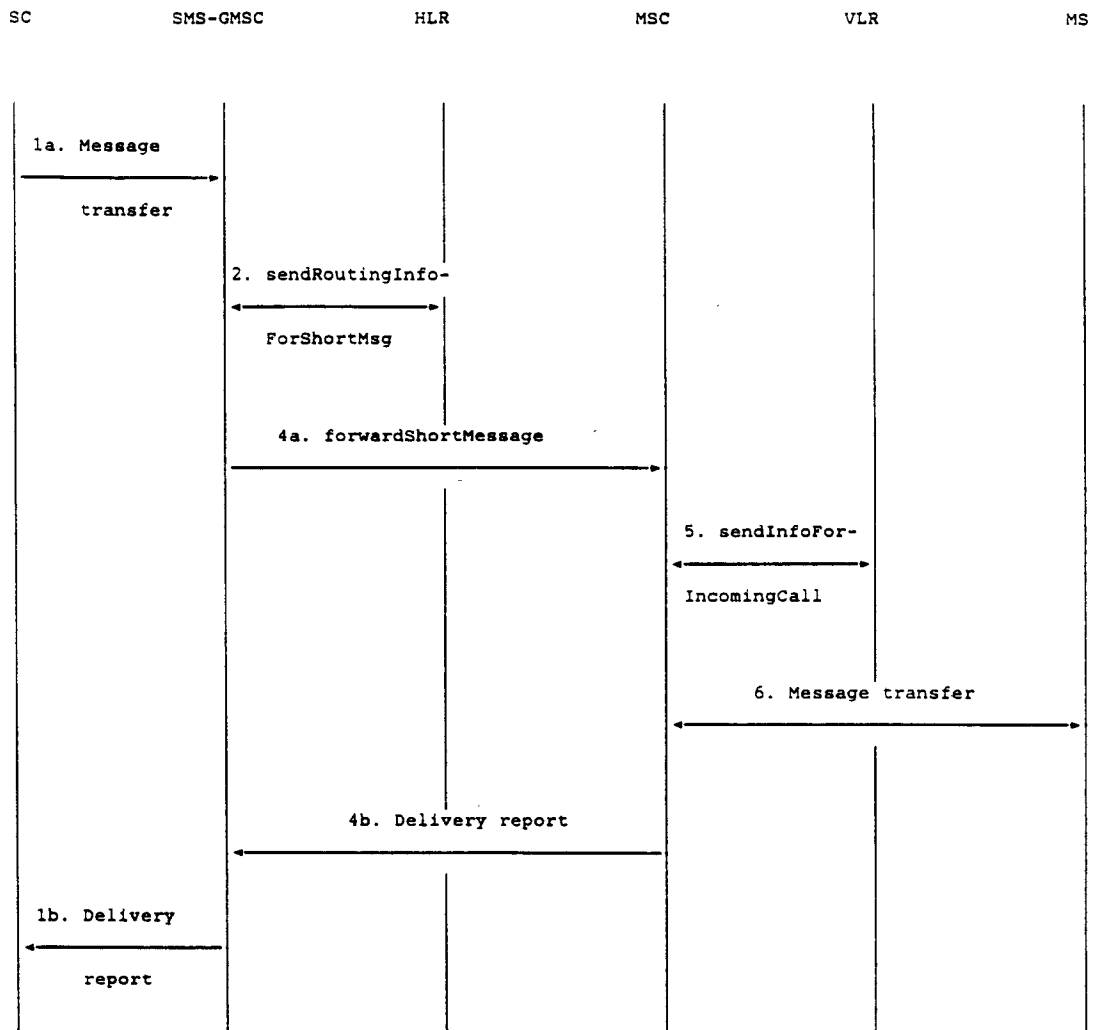 SC SMS-GMSC HLR MSC VLR MS
1a. Message
transfer
2. sendRoutingInfo-
ForShortMsg
4a. forwardShortMessage
5. sendInfoFor-
IncomingCall
6. Message transfer
4b. Delivery report
1b. Delivery
report